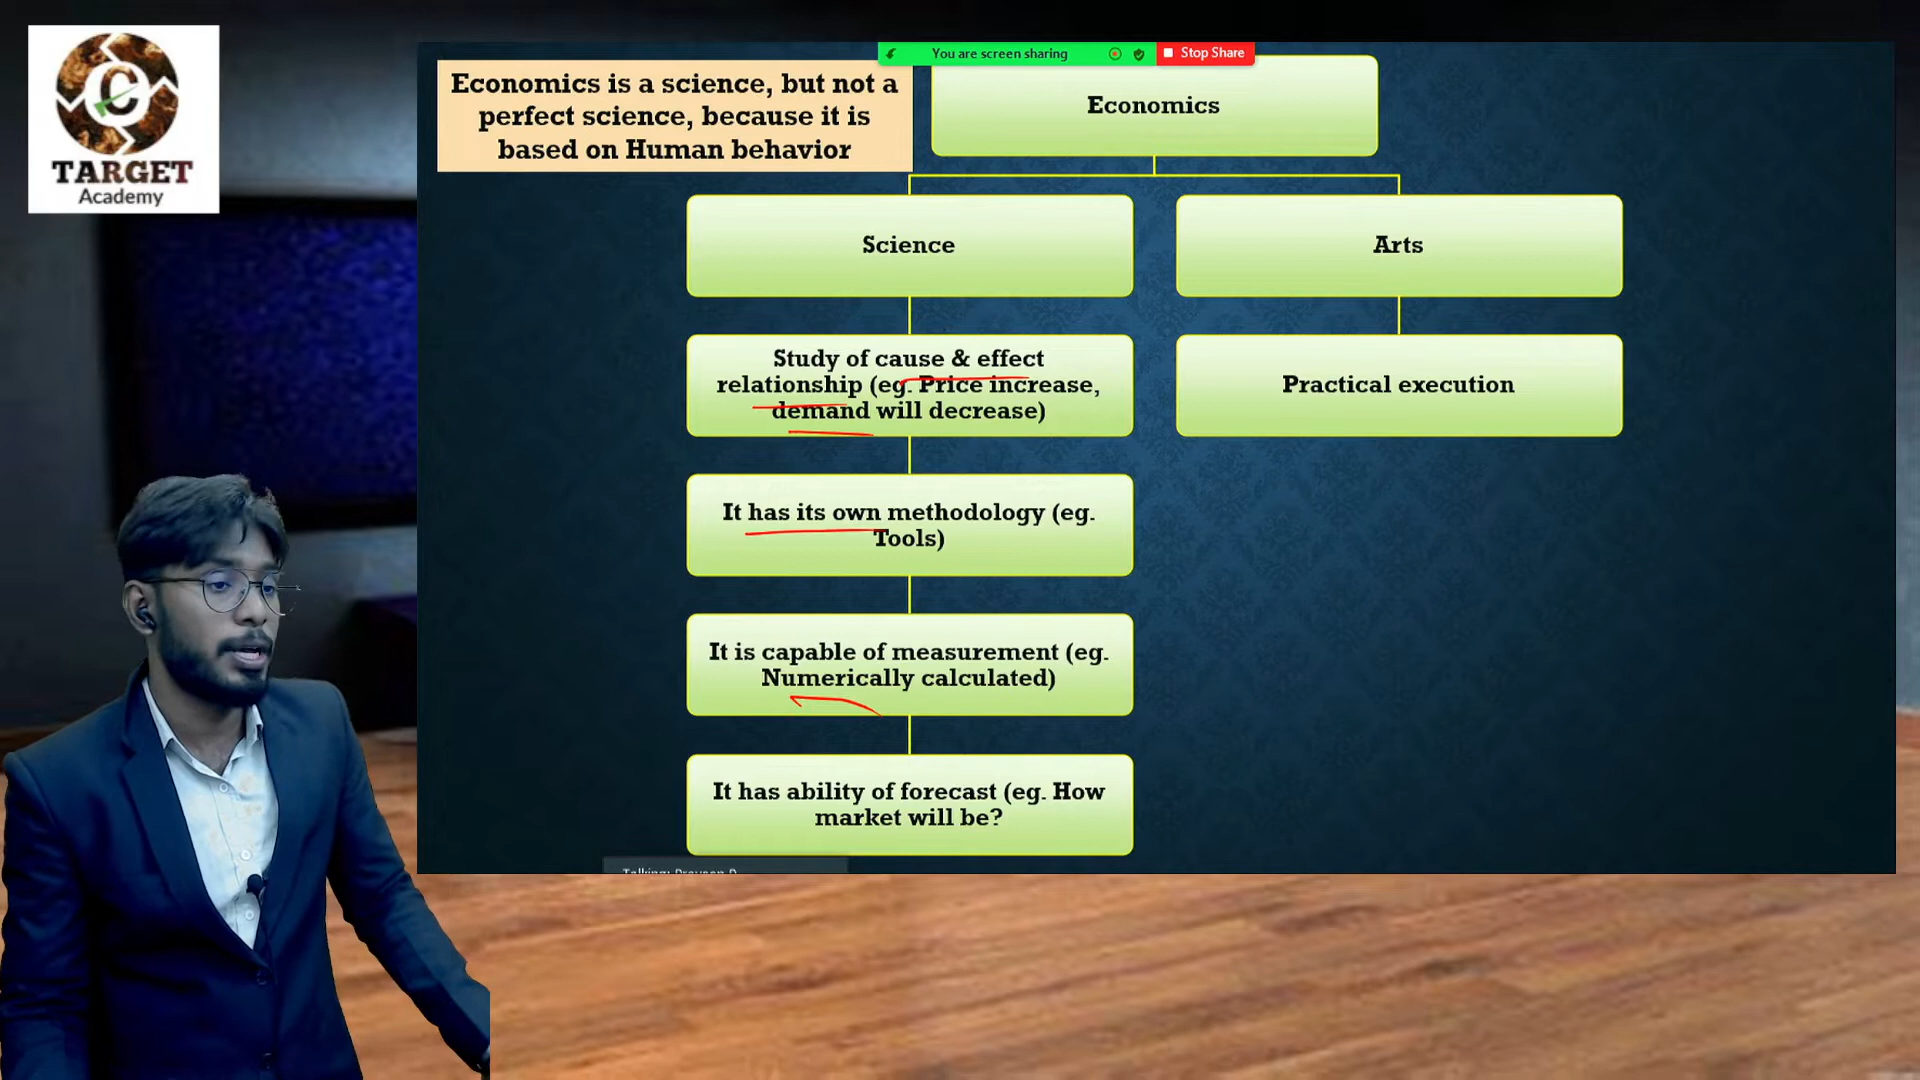 C
TARGET
Academy
You are screen sharing
Stop Share
Economics is a science, but not a
perfect science, because it is
based on Human behavior
Economics
Science
Arts
Study of cause & effect
relationship (eg. Price increase,
demand will decrease)
Practical execution
It has its own methodology (eg.
Tools)
It is capable of measurement (eg.
Numerically calculated)
It has ability of forecast (eg. How
market will be?
Talking: